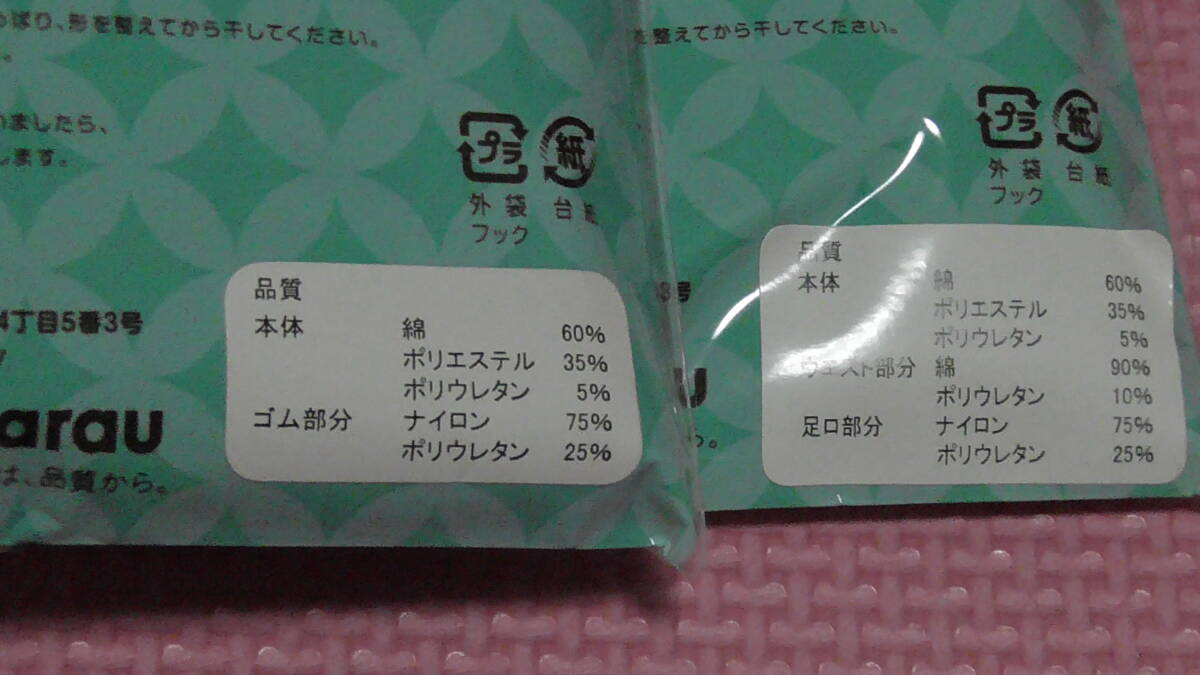 っぱり、形を整えてから干してください。
。
いましたら、
します。
プラ 紙
外袋 台紙
フック
4丁目5番3号
arau
は、品質から。
品質
本体 綿 60%
ポリエステル 35%
ポリウレタン 5%
ゴム部分 ナイロン 75%
ポリウレタン 25%
を整えてから干してください。
プラ 紙
外袋 台紙
フック
3号
u
。
品質
本体 綿 60%
ポリエステル 35%
ポリウレタン 5%
ウエスト部分 綿 90%
ポリウレタン 10%
足口部分 ナイロン 75%
ポリウレタン 25%